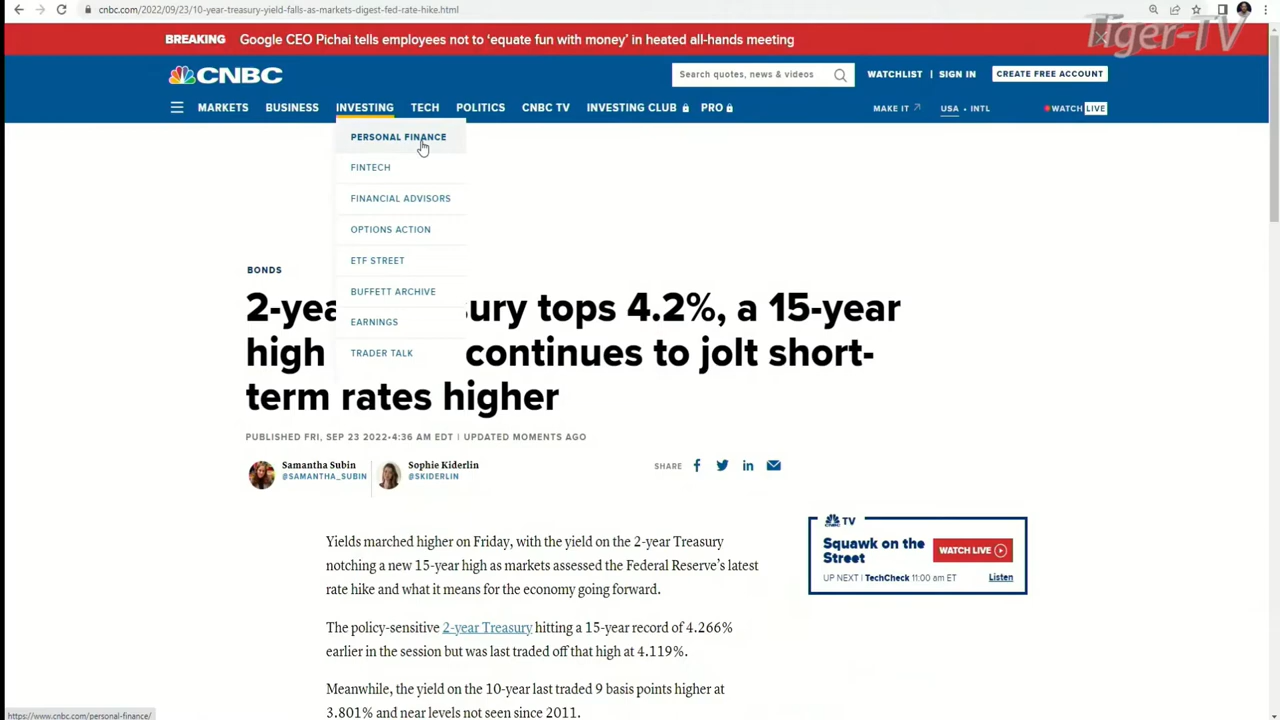 cnbc.com/2022/09/23/10-year-treasury-yield-falls-as-markets-digest-fed-rate-hike.html
Tiger-TV
BREAKING Google CEO Pichai tells employees not to ‘equate fun with money’ in heated all-hands meeting
CNBC
Search quotes, news & videos
WATCHLIST | SIGN IN
CREATE FREE ACCOUNT
MARKETS BUSINESS INVESTING TECH POLITICS CNBC TV INVESTING CLUB PRO
MAKE IT USA • INTL WATCH LIVE
PERSONAL FINANCE
FINTECH
FINANCIAL ADVISORS
OPTIONS ACTION
ETF STREET
BUFFETT ARCHIVE
EARNINGS
TRADER TALK
BONDS
2-yea ury tops 4.2%, a 15-year
high continues to jolt short-
term rates higher
PUBLISHED FRI, SEP 23 2022•4:36 AM EDT | UPDATED MOMENTS AGO
Samantha Subin
@SAMANTHA_SUBIN
Sophie Kiderlin
@SKIDERLIN
SHARE
Yields marched higher on Friday, with the yield on the 2-year Treasury
notching a new 15-year high as markets assessed the Federal Reserve’s latest
rate hike and what it means for the economy going forward.
The policy-sensitive 2-year Treasury hitting a 15-year record of 4.266%
earlier in the session but was last traded off that high at 4.119%.
Meanwhile, the yield on the 10-year last traded 9 basis points higher at
3.801% and near levels not seen since 2011.
CNBC TV
Squawk on the
Street
WATCH LIVE
UP NEXT | TechCheck 11:00 am ET
Listen
https://www.cnbc.com/personal-finance/